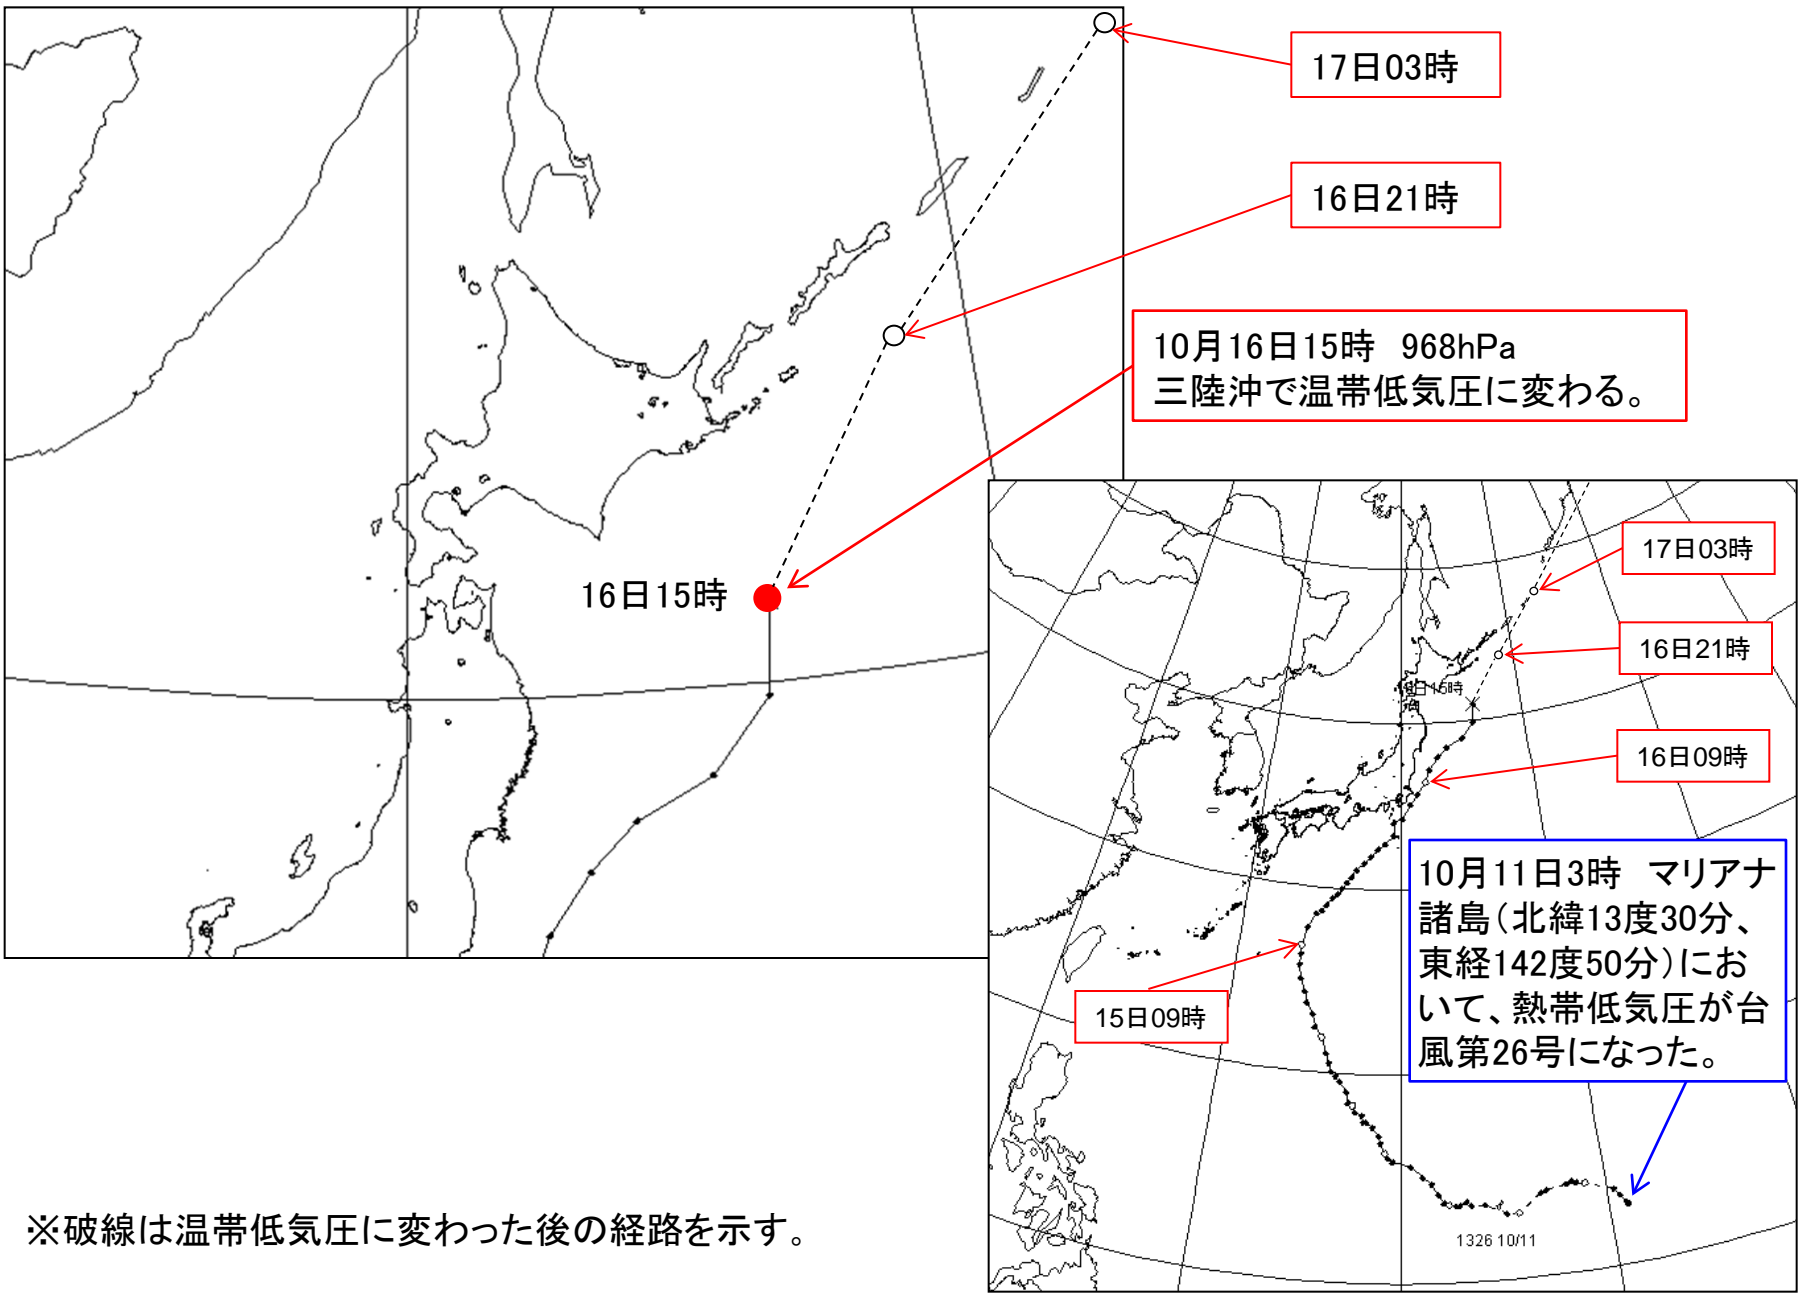 17日03時
16日21時
10月16日15時　968hPa
三陸沖で温帯低気圧に変わる。
16日15時
17日03時
16日21時
16日09時
10月11日3時　マリアナ
諸島（北緯13度30分、
東経142度50分）にお
いて、熱帯低気圧が台
風第26号になった。
15日09時
1326 10/11
※破線は温帯低気圧に変わった後の経路を示す。